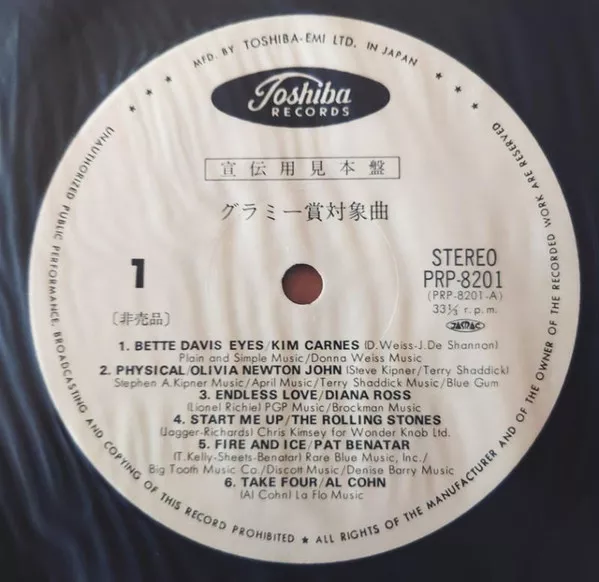 MFD. BY TOSHIBA-EMI LTD. IN JAPAN
Toshiba
RECORDS
宣伝用見本盤
グラミー賞対象曲
1
〔非売品〕
STEREO
PRP-8201
(PRP-8201-A)
33⅓ r.p.m.
JASRAC
1. BETTE DAVIS EYES/KIM CARNES (D.Weiss-J.De Shannon)
Plain and Simple Music/Donna Weiss Music
2. PHYSICAL/OLIVIA NEWTON JOHN (Steve Kipner/Terry Shaddick)
Stephen A.Kipner Music/April Music/Terry Shaddick Music/Blue Gum
3. ENDLESS LOVE/DIANA ROSS
(Lionel Richie) PGP Music/Brockman Music
4. START ME UP/THE ROLLING STONES
(Jagger-Richards) Chris Kimsey for Wonder Knob Ltd.
5. FIRE AND ICE/PAT BENATAR
(T.Kelly-Sheets-Benatar) Rare Blue Music, Inc./
Big Tooth Music Co./Discott Music/Denise Barry Music
6. TAKE FOUR/AL COHN
(Al Cohn) La Flo Music
UNAUTHORIZED PUBLIC PERFORMANCE, BROADCASTING AND COPYING OF THIS RECORD PROHIBITED ★ ALL RIGHTS OF THE MANUFACTURER AND OF THE OWNER OF THE RECORDED WORK ARE RESERVED